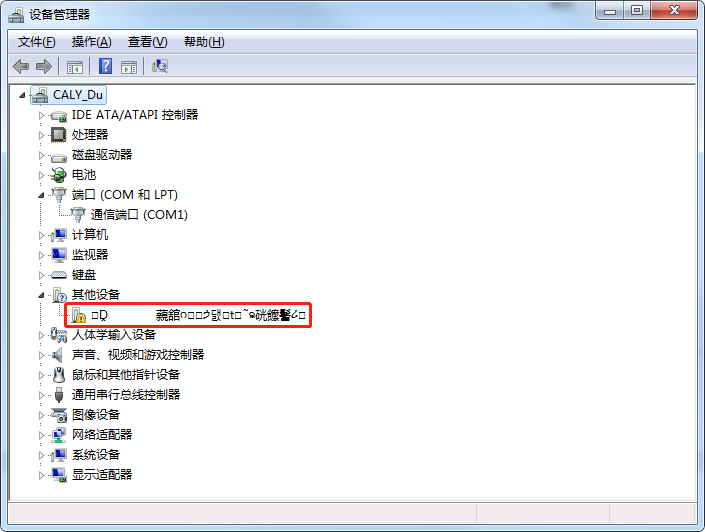 设备管理器
文件(F) 操作(A) 查看(V) 帮助(H)
CALY_Du
IDE ATA/ATAPI 控制器
处理器
磁盘驱动器
电池
端口 (COM 和 LPT)
通信端口 (COM1)
计算机
监视器
键盘
其他设备
人体学输入设备
声音、视频和游戏控制器
鼠标和其他指针设备
通用串行总线控制器
图像设备
网络适配器
系统设备
显示适配器